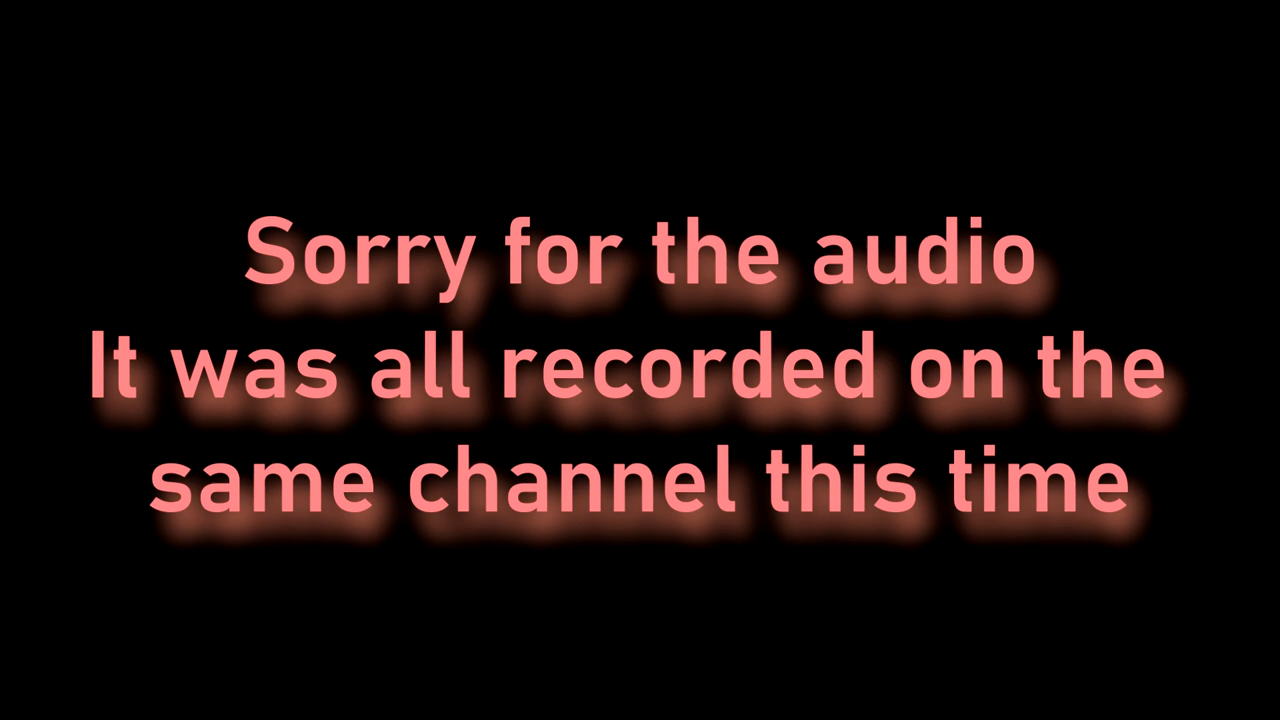 Sorry for the audio
It was all recorded on the
same channel this time